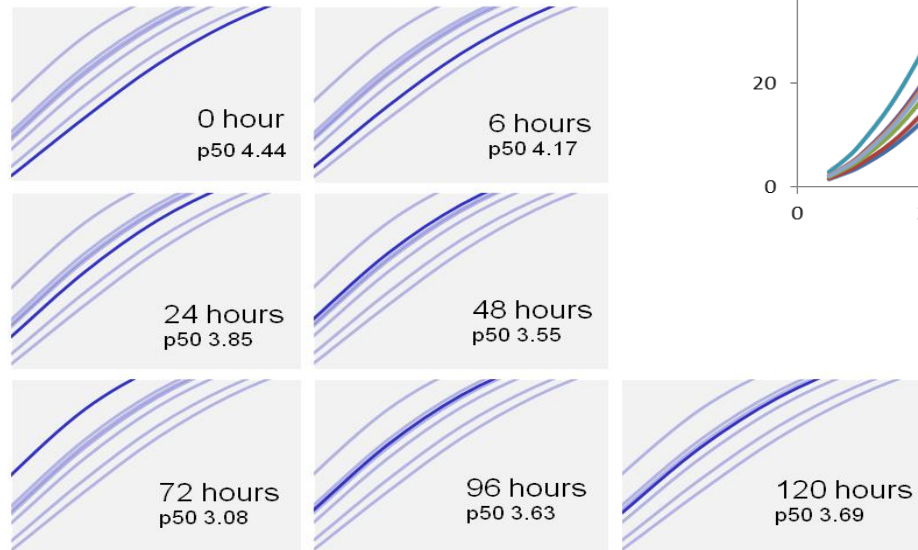 0 hour
p50 4.44
6 hours
p50 4.17
20
0
0
24 hours
p50 3.85
48 hours
p50 3.55
72 hours
p50 3.08
96 hours
p50 3.63
120 hours
p50 3.69